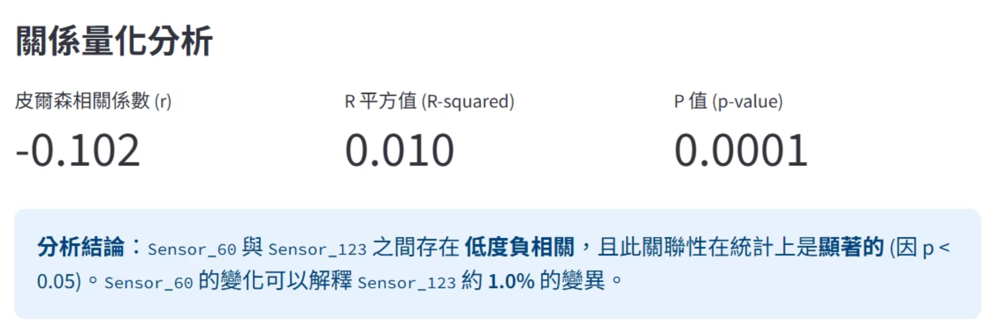 關係量化分析
皮爾森相關係數 (r)
-0.102
R 平方值 (R-squared)
0.010
P 值 (p-value)
0.0001
分析結論：Sensor_60 與 Sensor_123 之間存在 低度負相關，且此關聯性在統計上是顯著的 (因 p <
0.05)。Sensor_60 的變化可以解釋 Sensor_123 約 1.0% 的變異。